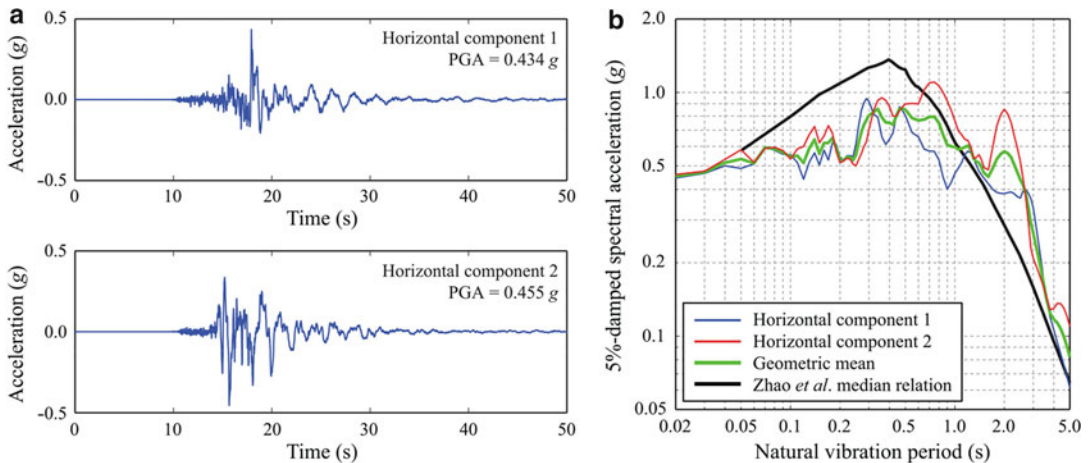 a
0.5
0.0
-0.5
Acceleration (g)
Horizontal component 1
PGA = 0.434 g
0 10 20 30 40 50
Time (s)
0.5
0.0
-0.5
Acceleration (g)
Horizontal component 2
PGA = 0.455 g
0 10 20 30 40 50
Time (s)
b
2.0
1.0
0.5
0.2
0.1
0.05
5%-damped spectral acceleration (g)
Horizontal component 1
Horizontal component 2
Geometric mean
Zhao et al. median relation
0.02 0.05 0.1 0.2 0.5 1.0 2.0 5.0
Natural vibration period (s)